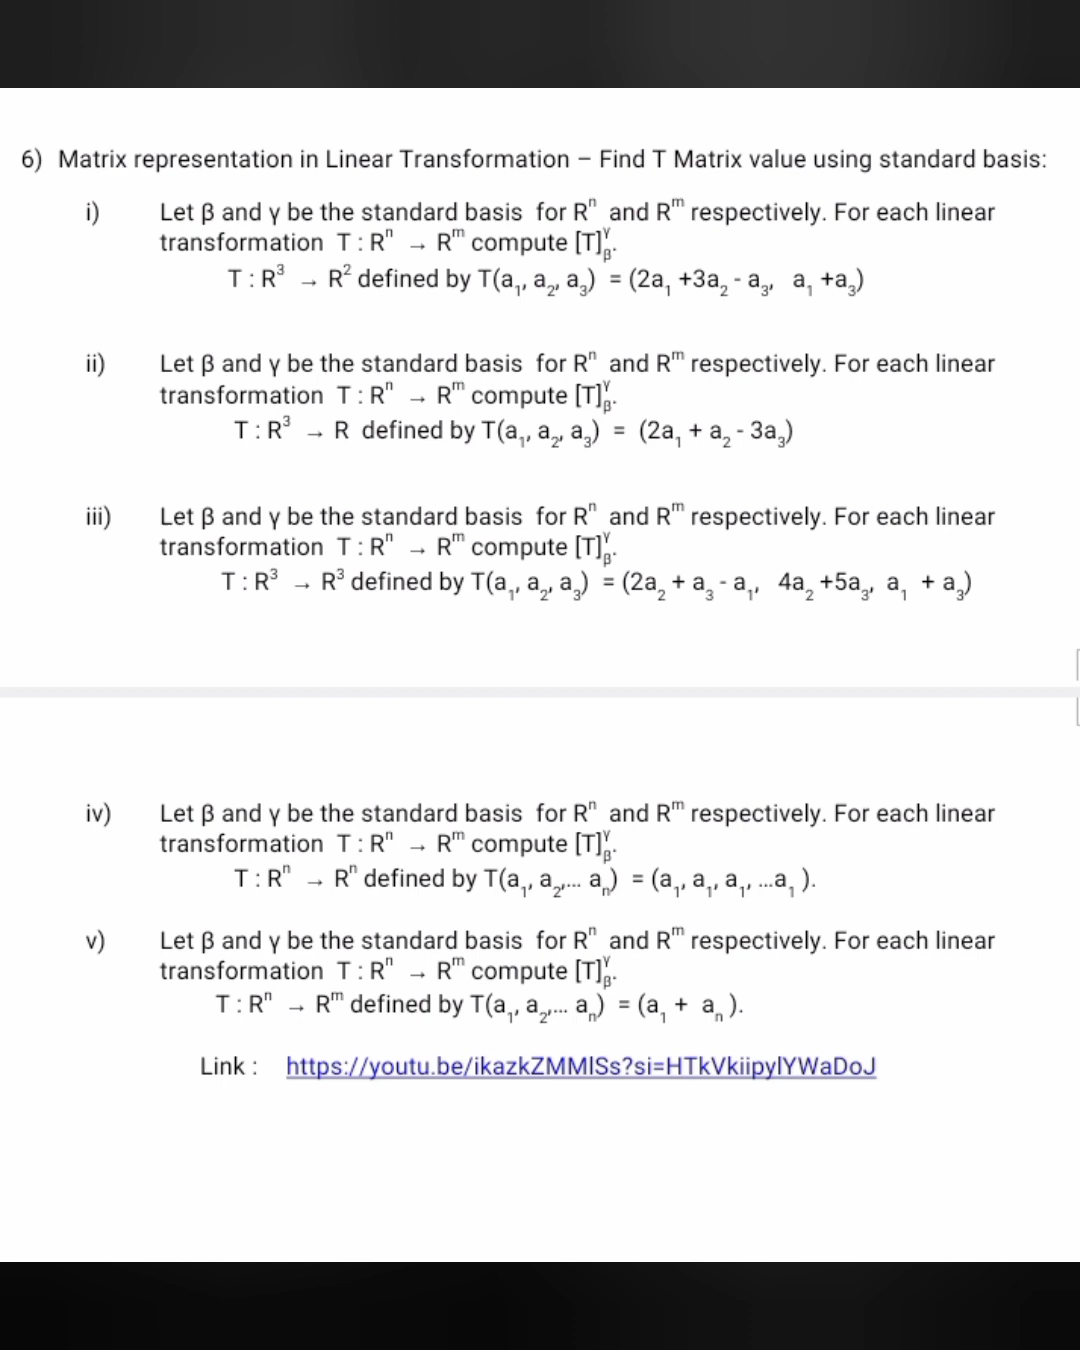 6) Matrix representation in Linear Transformation – Find T Matrix value using standard basis:
i) Let β and γ be the standard basis for Rⁿ and Rᵐ respectively. For each linear
transformation T : Rⁿ → Rᵐ compute [T]ᵞᵦ.
T : R³ → R² defined by T(a₁, a₂, a₃) = (2a₁ +3a₂ - a₃, a₁ +a₃)
ii) Let β and γ be the standard basis for Rⁿ and Rᵐ respectively. For each linear
transformation T : Rⁿ → Rᵐ compute [T]ᵞᵦ.
T : R³ → R defined by T(a₁, a₂, a₃) = (2a₁ + a₂ - 3a₃)
iii) Let β and γ be the standard basis for Rⁿ and Rᵐ respectively. For each linear
transformation T : Rⁿ → Rᵐ compute [T]ᵞᵦ.
T : R³ → R³ defined by T(a₁, a₂, a₃) = (2a₂ + a₃ - a₁, 4a₂ +5a₃, a₁ + a₃)
iv) Let β and γ be the standard basis for Rⁿ and Rᵐ respectively. For each linear
transformation T : Rⁿ → Rᵐ compute [T]ᵞᵦ.
T : Rⁿ → Rⁿ defined by T(a₁, a₂,... aₙ) = (a₁, a₁, a₁, ...a₁ ).
v) Let β and γ be the standard basis for Rⁿ and Rᵐ respectively. For each linear
transformation T : Rⁿ → Rᵐ compute [T]ᵞᵦ.
T : Rⁿ → Rᵐ defined by T(a₁, a₂,... aₙ) = (a₁ + aₙ ).
Link : https://youtu.be/ikazkZMMlSs?si=HTkVkiipylYWaDoJ